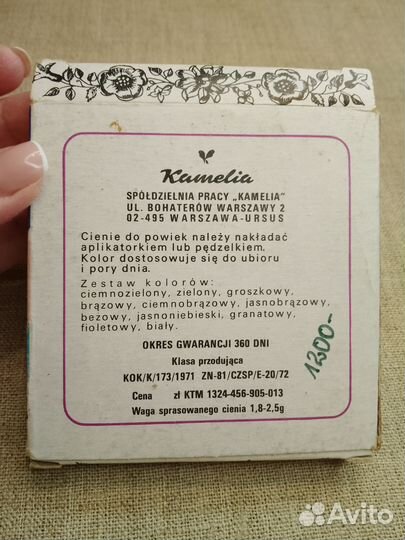 Kamelia
SPÓŁDZIELNIA PRACY „KAMELIA"
UL. BOHATERÓW WARSZAWY 2
02-495 WARSZAWA-URSUS
Cienie do powiek należy nakładać
aplikatorkiem lub pędzelkiem.
Kolor dostosowuje się do ubioru
i pory dnia.
Zestaw kolorów:
ciemnozielony, zielony, groszkowy,
brązowy, ciemnobrązowy, jasnobrązowy,
beżowy, jasnoniebieski, granatowy,
fioletowy, biały.
OKRES GWARANCJI 360 DNI
Klasa przodująca
KOK/K/173/1971 ZN-81/CZSP/E-20/72
Cena zł KTM 1324-456-905-013
Waga sprasowanego cienia 1,8-2,5g
1200-
Avito